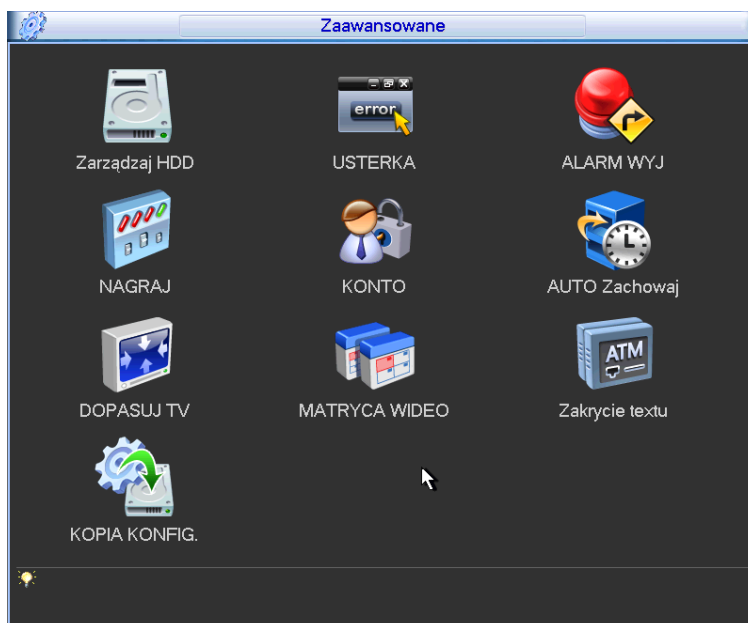 Zaawansowane
error
Zarządzaj HDD
USTERKA
ALARM WYJ
NAGRAJ
KONTO
AUTO Zachowaj
ATM
DOPASUJ TV
MATRYCA WIDEO
Zakrycie textu
KOPIA KONFIG.